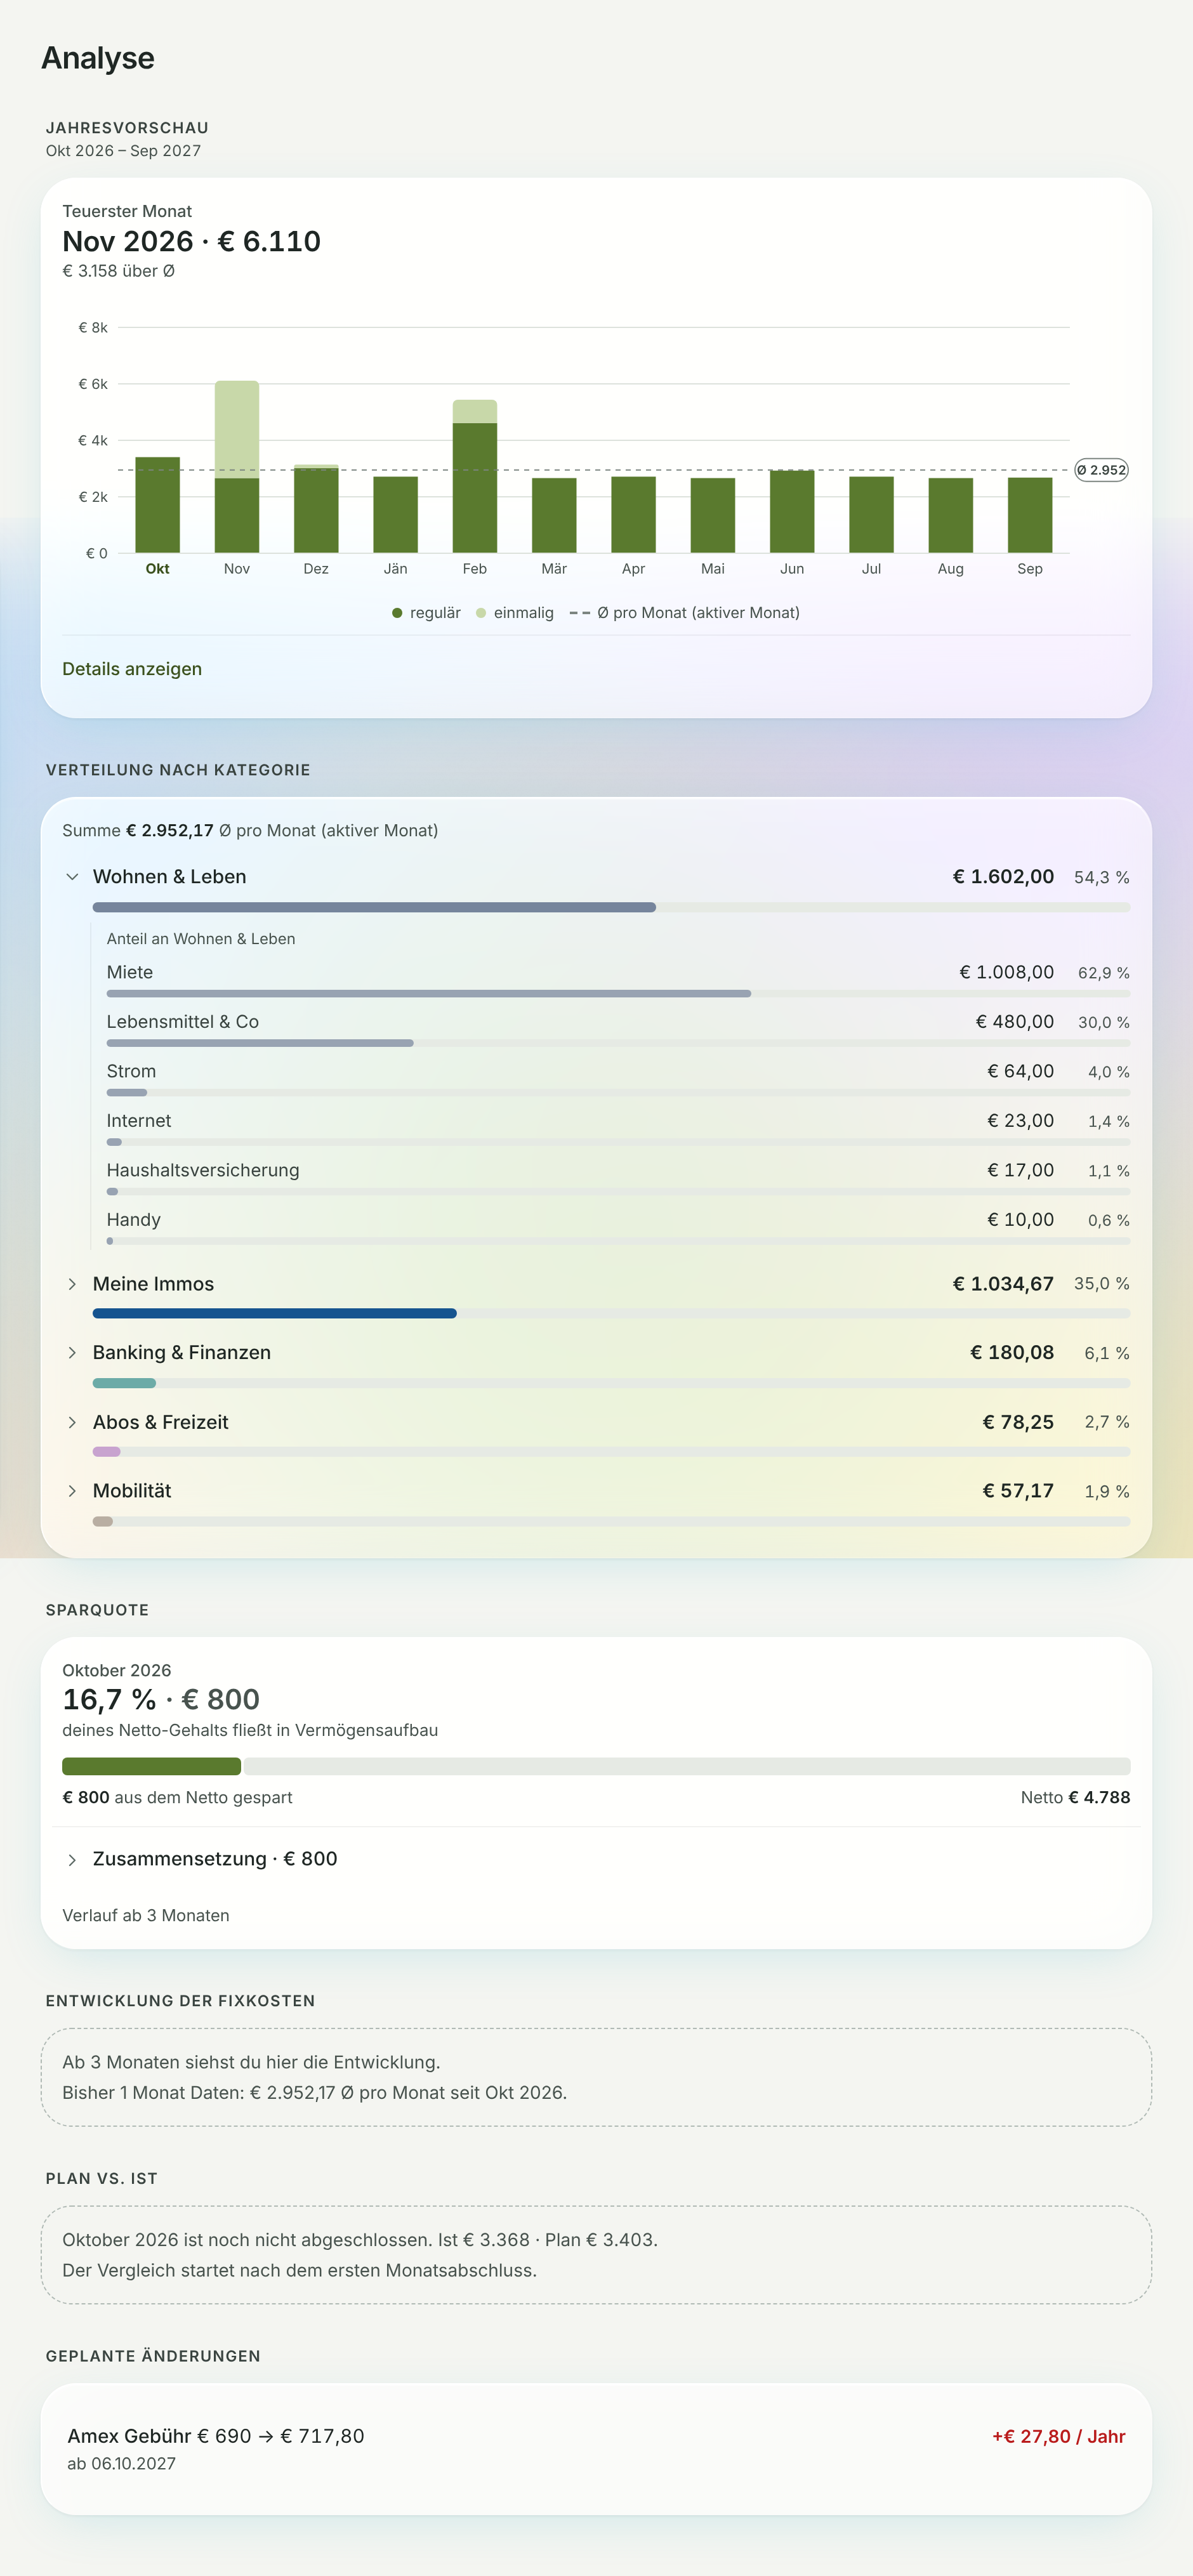 Analyse
JAHRESVORSCHAU
Okt 2026 – Sep 2027
Teuerster Monat
Nov 2026 · € 6.110
€ 3.158 über Ø
€ 8k
€ 6k
€ 4k
Ø 2.952
€ 2k
€ 0
Okt Nov Dez Jän Feb Mär Apr Mai Jun Jul Aug Sep
regulär einmalig Ø pro Monat (aktiver Monat)
Details anzeigen
VERTEILUNG NACH KATEGORIE
Summe € 2.952,17 Ø pro Monat (aktiver Monat)
Wohnen & Leben € 1.602,00 54,3 %
Anteil an Wohnen & Leben
Miete € 1.008,00 62,9 %
Lebensmittel & Co € 480,00 30,0 %
Strom € 64,00 4,0 %
Internet € 23,00 1,4 %
Haushaltsversicherung € 17,00 1,1 %
Handy € 10,00 0,6 %
Meine Immos € 1.034,67 35,0 %
Banking & Finanzen € 180,08 6,1 %
Abos & Freizeit € 78,25 2,7 %
Mobilität € 57,17 1,9 %
SPARQUOTE
Oktober 2026
16,7 % · € 800
deines Netto-Gehalts fließt in Vermögensaufbau
€ 800 aus dem Netto gespart Netto € 4.788
Zusammensetzung · € 800
Verlauf ab 3 Monaten
ENTWICKLUNG DER FIXKOSTEN
Ab 3 Monaten siehst du hier die Entwicklung.
Bisher 1 Monat Daten: € 2.952,17 Ø pro Monat seit Okt 2026.
PLAN VS. IST
Oktober 2026 ist noch nicht abgeschlossen. Ist € 3.368 · Plan € 3.403.
Der Vergleich startet nach dem ersten Monatsabschluss.
GEPLANTE ÄNDERUNGEN
Amex Gebühr € 690 → € 717,80 +€ 27,80 / Jahr
ab 06.10.2027